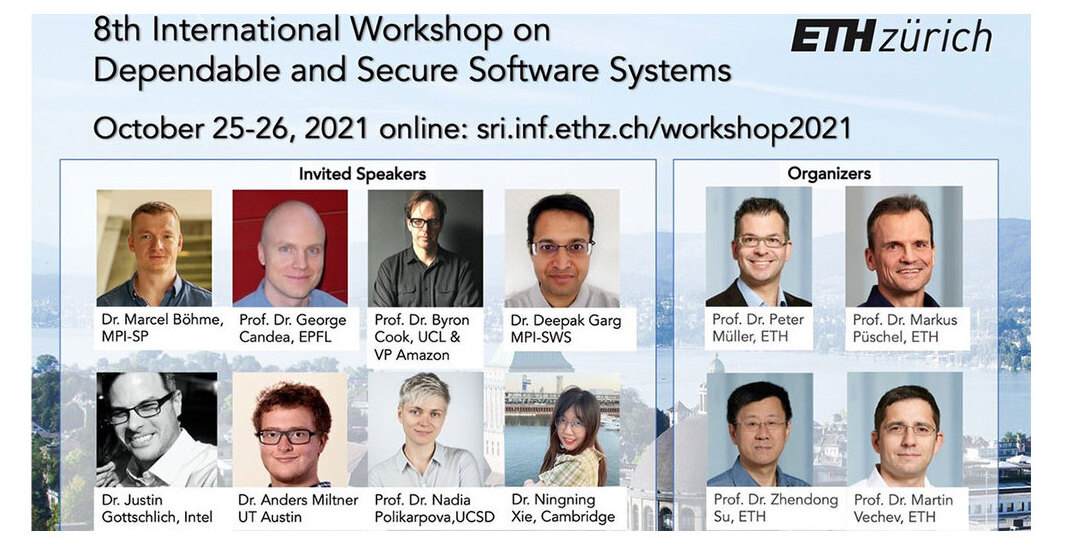 8th International Workshop on
Dependable and Secure Software Systems
ETH zürich
October 25-26, 2021 online: sri.inf.ethz.ch/workshop2021
Invited Speakers
Dr. Marcel Böhme,
MPI-SP
Prof. Dr. George
Candea, EPFL
Prof. Dr. Byron
Cook, UCL &
VP Amazon
Dr. Deepak Garg
MPI-SWS
Dr. Justin
Gottschlich, Intel
Dr. Anders Miltner
UT Austin
Prof. Dr. Nadia
Polikarpova,UCSD
Dr. Ningning
Xie, Cambridge
Organizers
Prof. Dr. Peter
Müller, ETH
Prof. Dr. Markus
Püschel, ETH
Prof. Dr. Zhendong
Su, ETH
Prof. Dr. Martin
Vechev, ETH